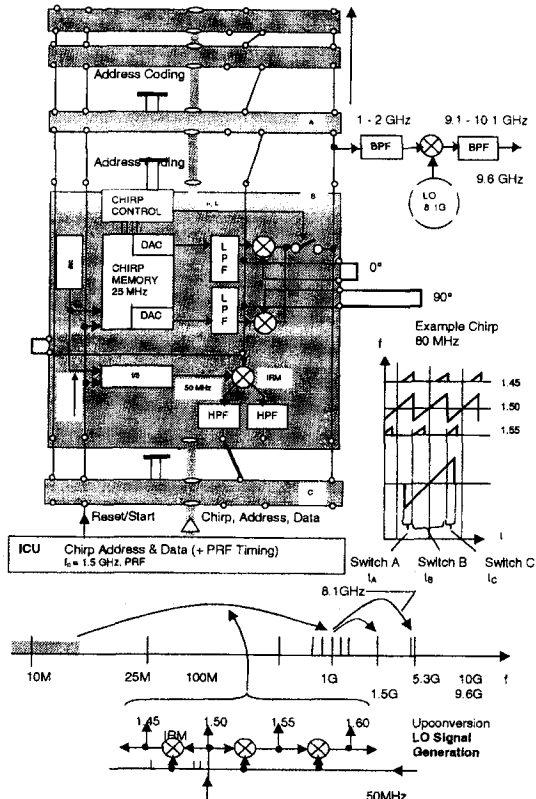 Address Coding
A
1 - 2 GHz
9.1 - 10.1 GHz
BPF
BPF
Address
LO
8.1G
9.6 GHz
CHIRP
CONTROL
B
DAC
L
P
F
CHIRP
MEMORY
25 MHz
0°
DAC
L
P
F
90°
Example Chirp
80 MHz
f
1.45
1.50
1.55
50 MHz
IRM
HPF
HPF
C
Reset/Start
Chirp, Address, Data
ICU Chirp Address & Data (+ PRF Timing)
= 1.5 GHz, PRF
Switch A
Switch B
Switch C
8.1GHz
10M
25M
100M
1G
1.5G
5.3G
10G
9.6G
f
1.45
1.50
1.55
1.60
IRM
Upconversion
LO Signal
Generation
50MHz